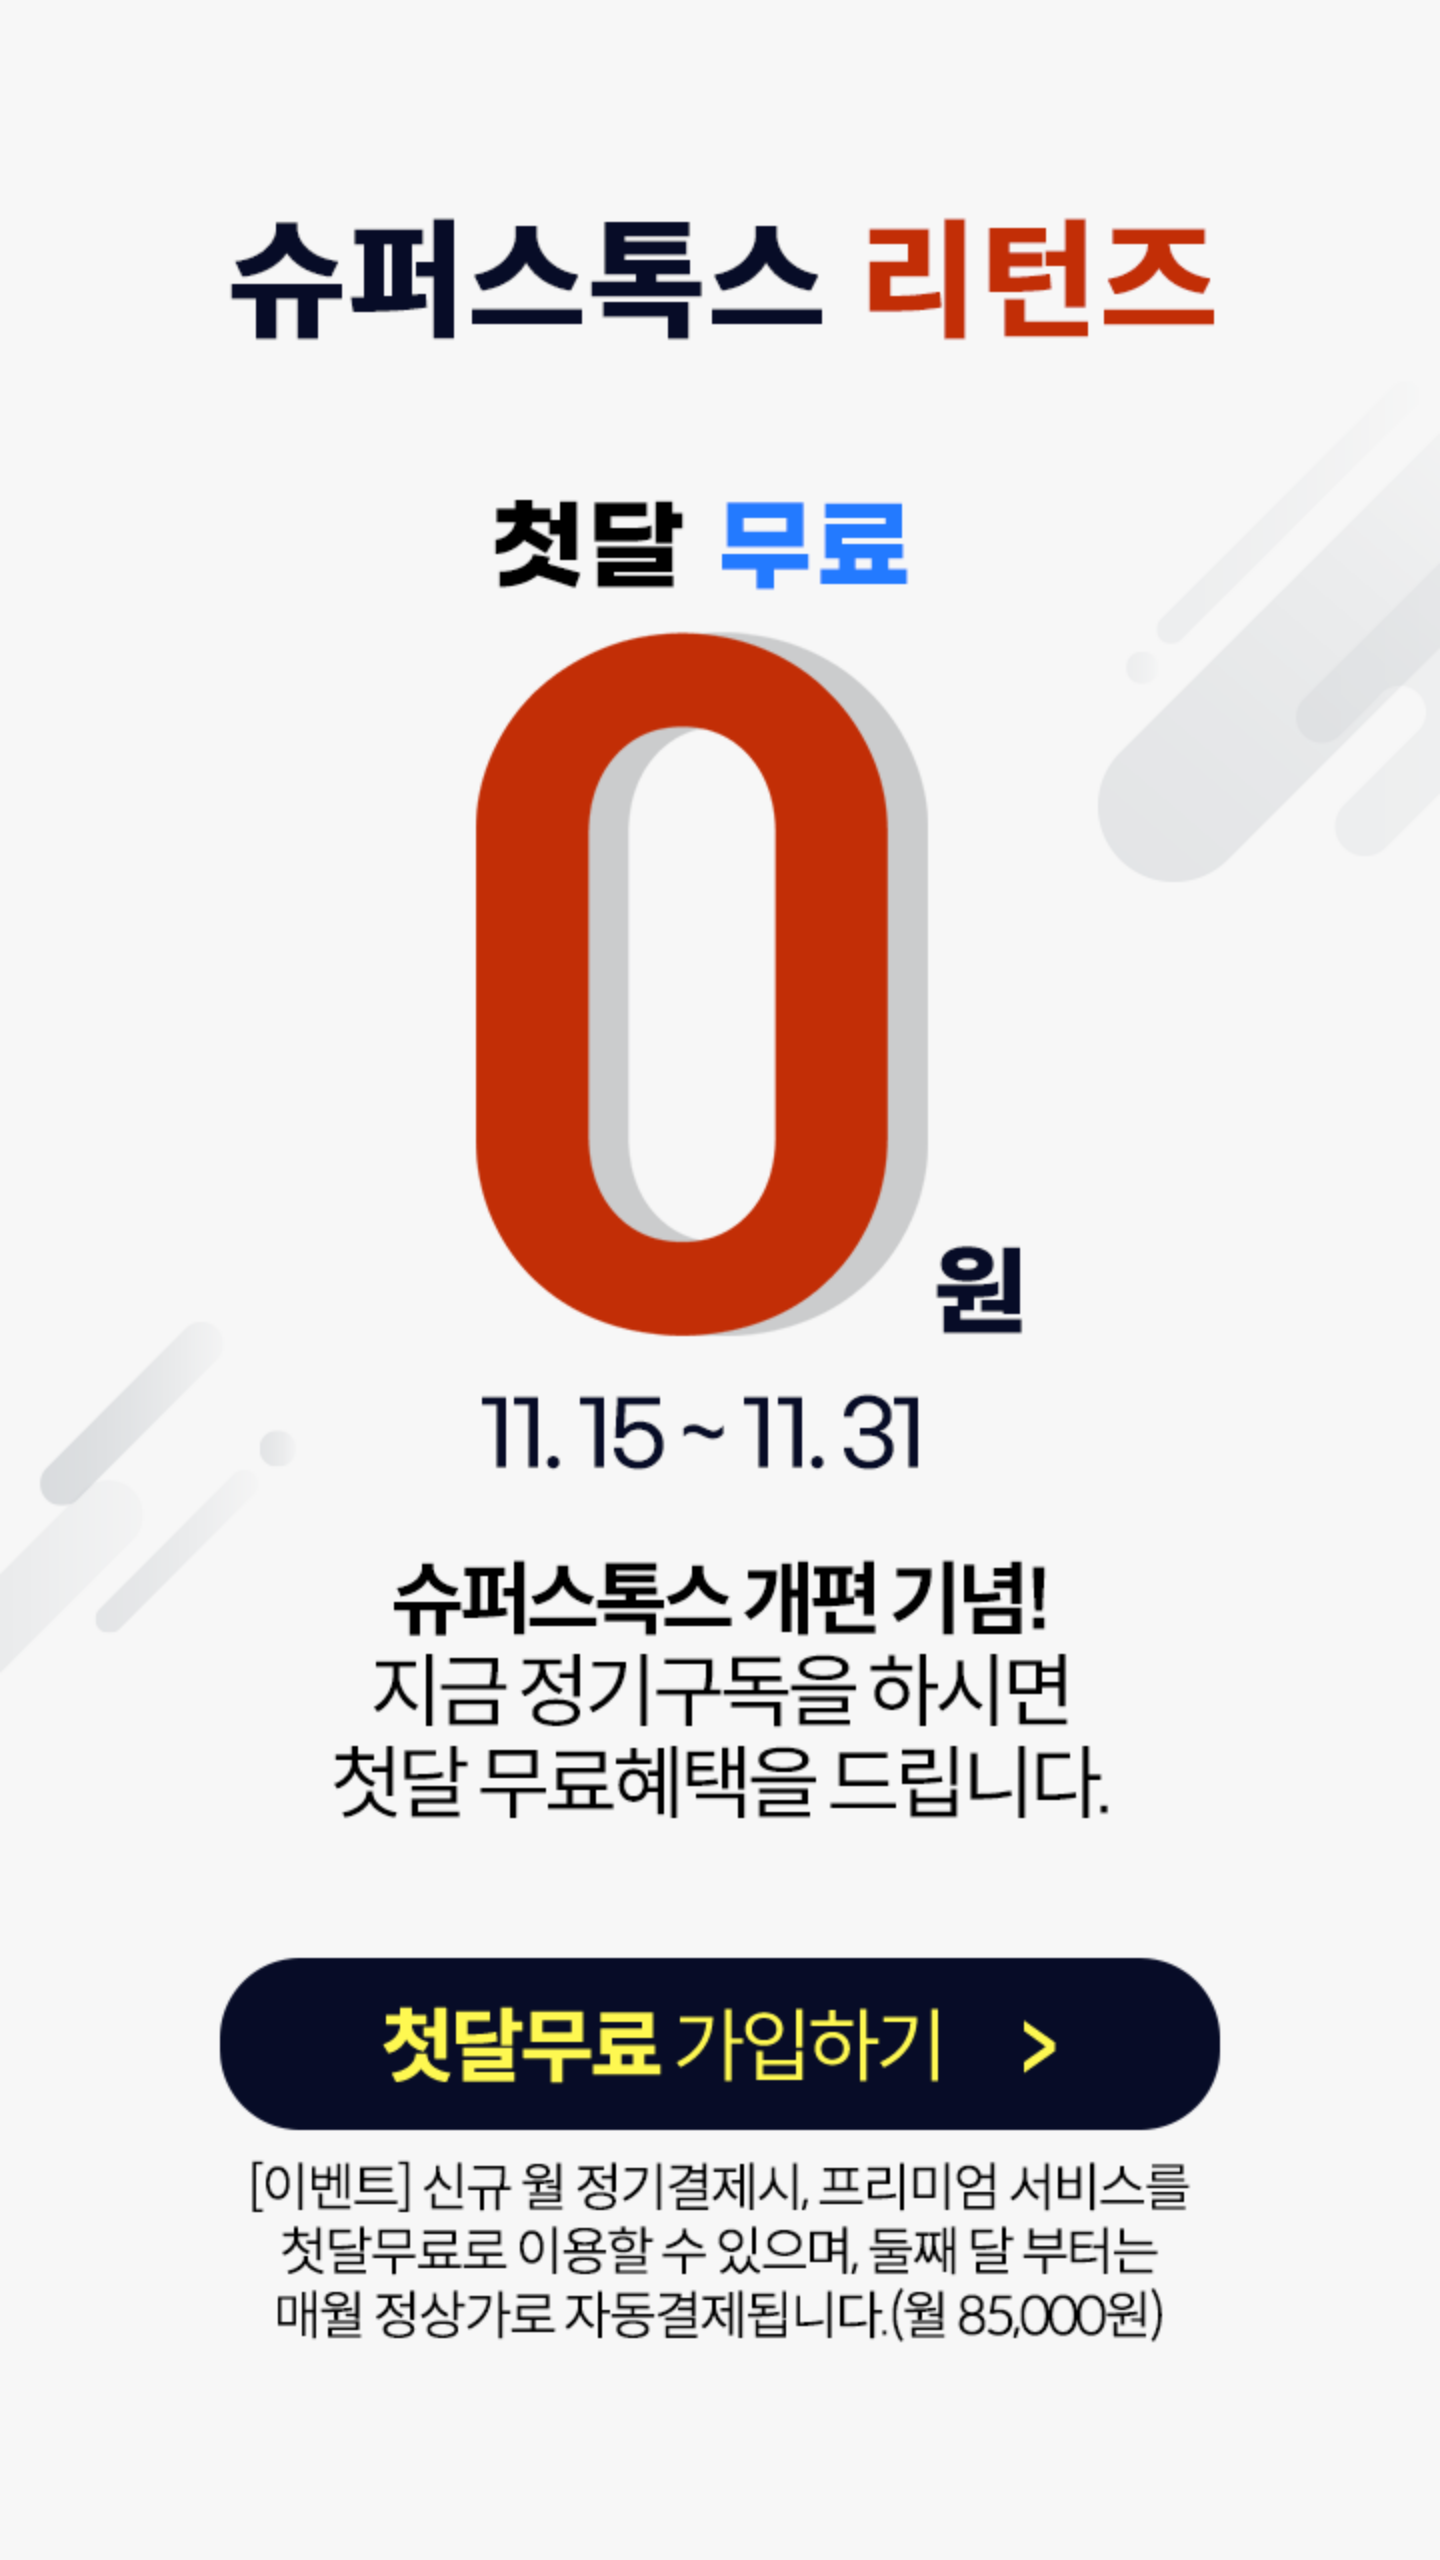 슈퍼스톡스 리턴즈
첫달 무료
0원
11. 15 ~ 11. 31
슈퍼스톡스 개편 기념!
지금 정기구독을 하시면
첫달 무료혜택을 드립니다.
첫달무료 가입하기 >
[이벤트] 신규 월 정기결제시, 프리미엄 서비스를
첫달무료로 이용할 수 있으며, 둘째 달 부터는
매월 정상가로 자동결제됩니다.(월 85,000원)